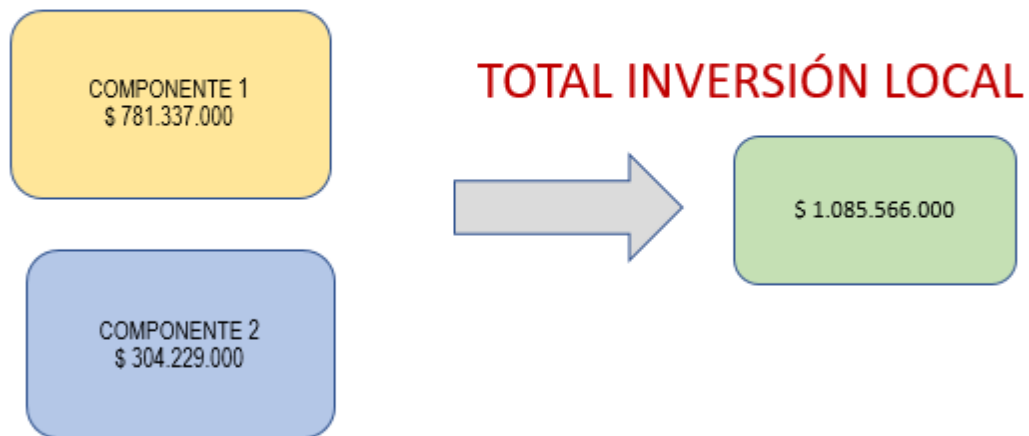 COMPONENTE 1
$ 781.337.000
TOTAL INVERSIÓN LOCAL
$ 1.085.566.000
COMPONENTE 2
$ 304.229.000